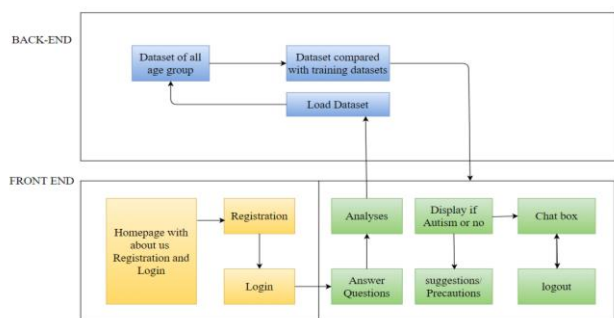 BACK-END
Dataset of all
age group
Dataset compared
with training datasets
Load Dataset
FRONT END
Homepage with
about us
Registration and
Login
Registration
Login
Analyses
Answer
Questions
Display if
Autism or no
suggestions/
Precautions
Chat box
logout